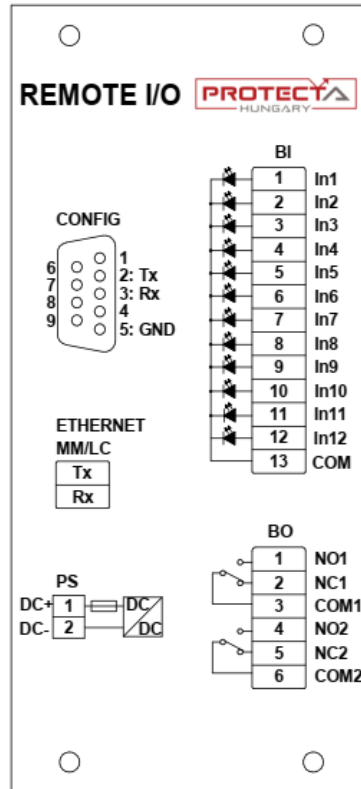 REMOTE I/O PROTECTA
HUNGARY
BI
1 In1
2 In2
3 In3
4 In4
5 In5
6 In6
7 In7
8 In8
9 In9
10 In10
11 In11
12 In12
13 COM
CONFIG
1
6 2: Tx
7 3: Rx
8 4
9 5: GND
ETHERNET
MM/LC
Tx
Rx
PS
DC+ 1 DC
DC- 2 DC
BO
1 NO1
2 NC1
3 COM1
4 NO2
5 NC2
6 COM2